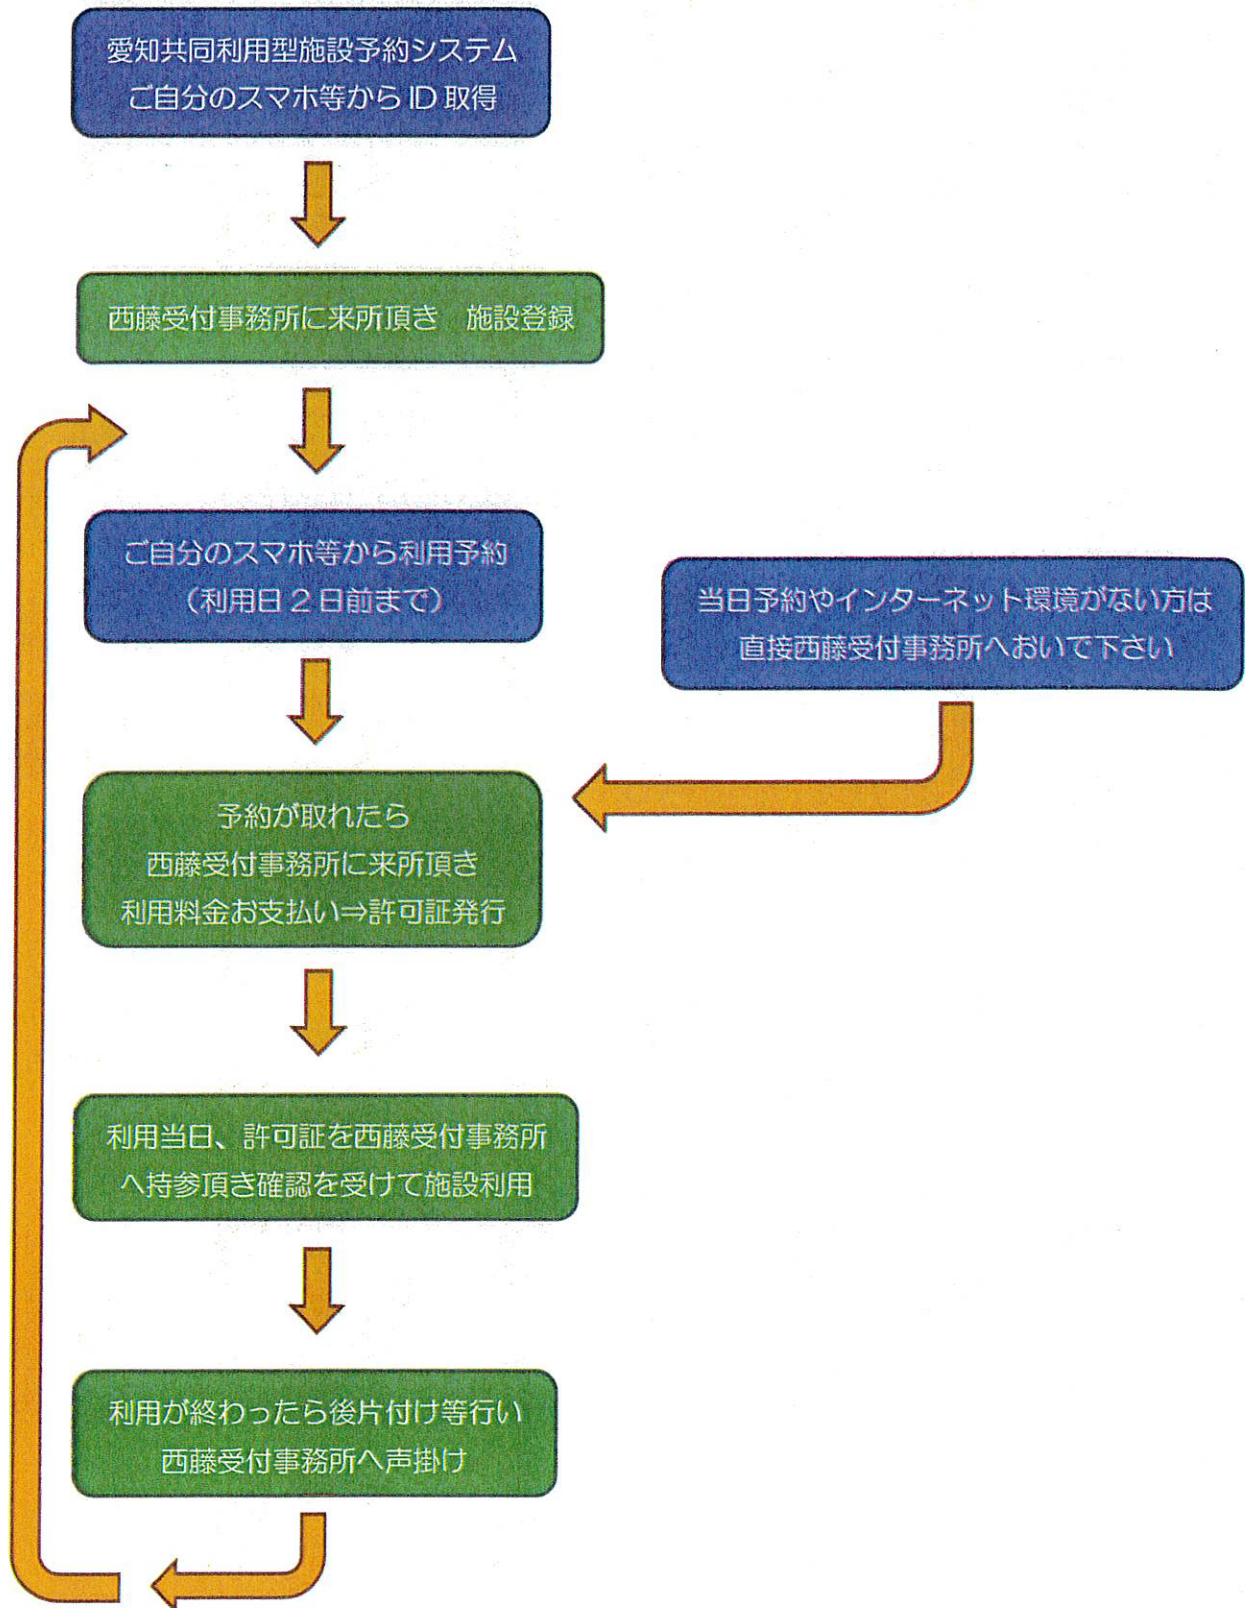 愛知共同利用型施設予約システム
ご自分のスマホ等から ID 取得
西藤受付事務所に来所頂き　施設登録
ご自分のスマホ等から利用予約
（利用日２日前まで）
当日予約やインターネット環境がない方は
直接西藤受付事務所へおいで下さい
予約が取れたら
西藤受付事務所に来所頂き
利用料金お支払い⇒許可証発行
利用当日、許可証を西藤受付事務所
へ持参頂き確認を受けて施設利用
利用が終わったら後片付け等行い
西藤受付事務所へ声掛け